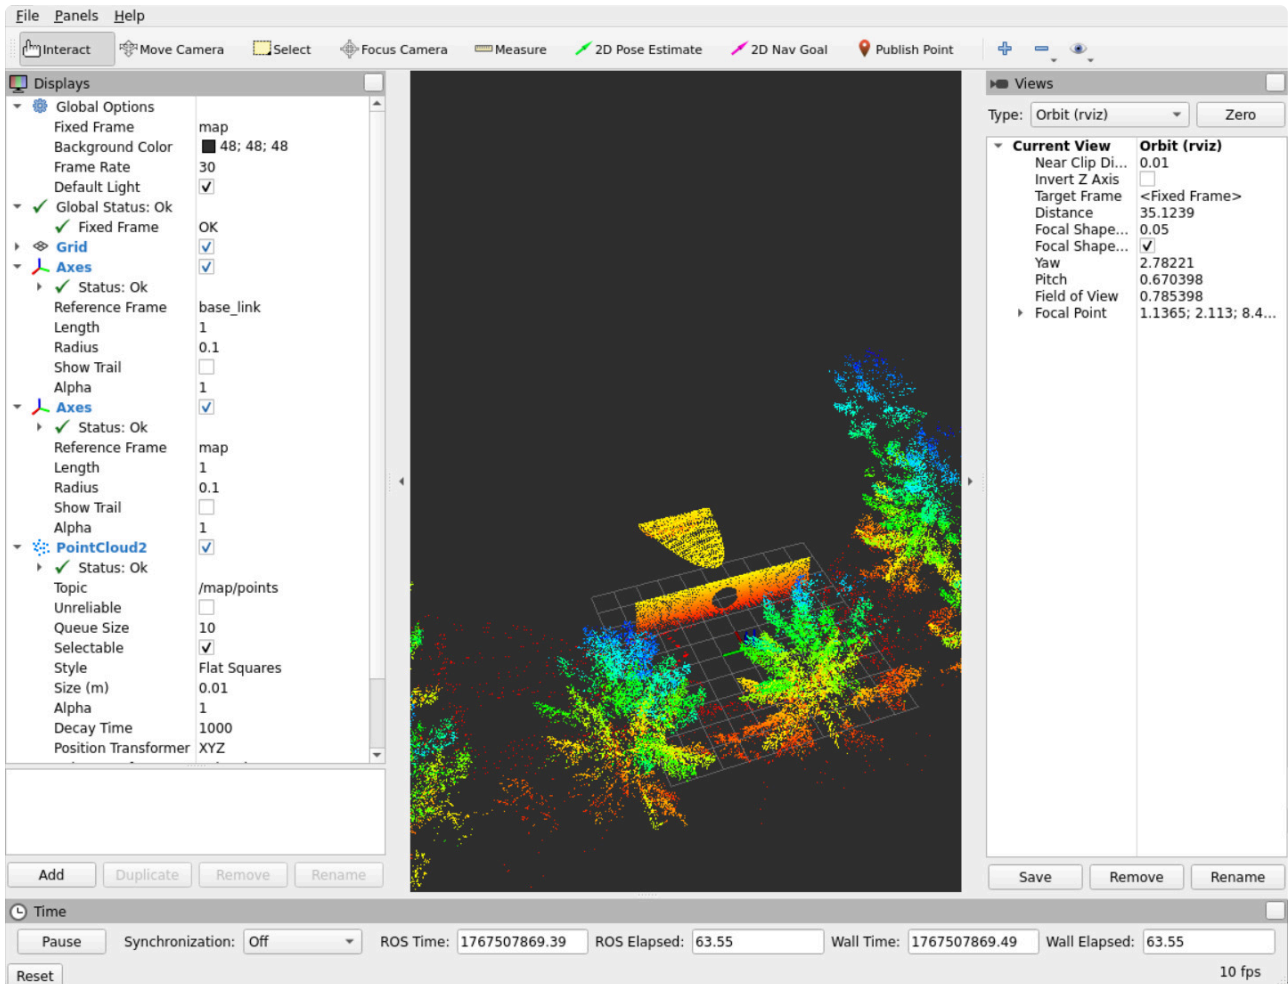 File Panels Help
Interact Move Camera Select Focus Camera Measure 2D Pose Estimate 2D Nav Goal Publish Point
Displays
Global Options
Fixed Frame map
Background Color 48; 48; 48
Frame Rate 30
Default Light
Global Status: Ok
Fixed Frame OK
Grid
Axes
Status: Ok
Reference Frame base_link
Length 1
Radius 0.1
Show Trail
Alpha 1
Axes
Status: Ok
Reference Frame map
Length 1
Radius 0.1
Show Trail
Alpha 1
PointCloud2
Status: Ok
Topic /map/points
Unreliable
Queue Size 10
Selectable
Style Flat Squares
Size (m) 0.01
Alpha 1
Decay Time 1000
Position Transformer XYZ
Add Duplicate Remove Rename
Views
Type: Orbit (rviz) Zero
Current View Orbit (rviz)
Near Clip Di... 0.01
Invert Z Axis
Target Frame <Fixed Frame>
Distance 35.1239
Focal Shape... 0.05
Focal Shape...
Yaw 2.78221
Pitch 0.670398
Field of View 0.785398
Focal Point 1.1365; 2.113; 8.4...
Save Remove Rename
Time
Pause Synchronization: Off ROS Time: 1767507869.39 ROS Elapsed: 63.55 Wall Time: 1767507869.49 Wall Elapsed: 63.55
Reset 10 fps